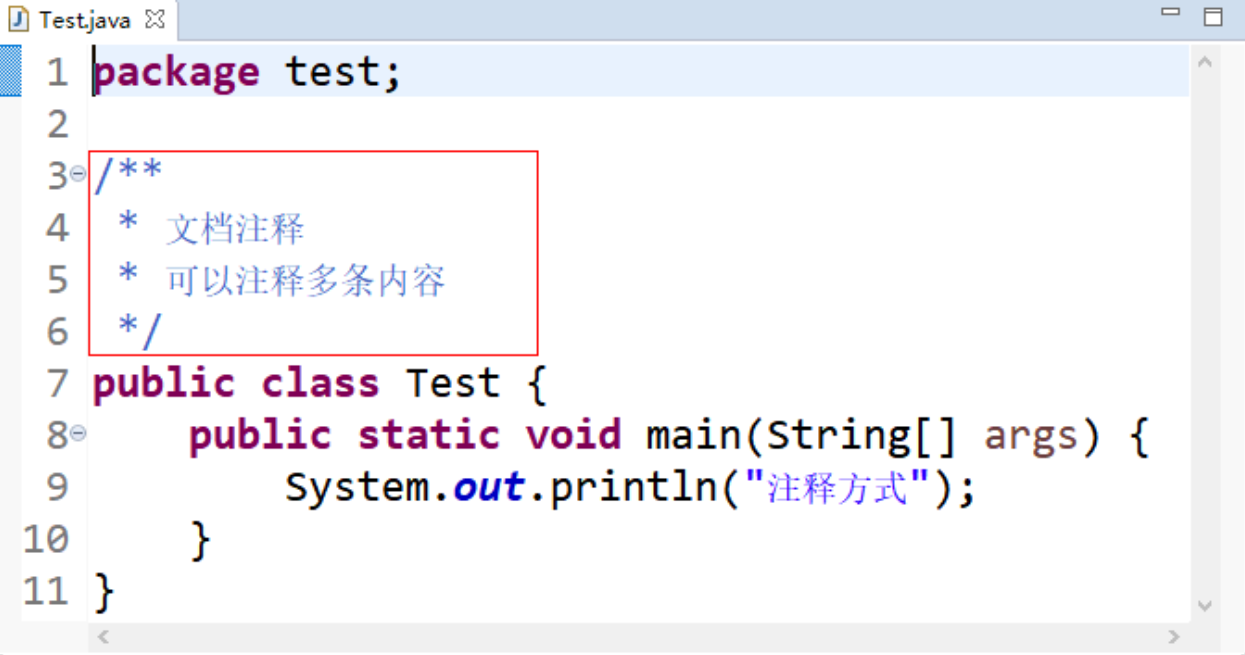 Test.java
1 package test;
2
3 /**
4  * 文档注释
5  * 可以注释多条内容
6  */
7 public class Test {
8     public static void main(String[] args) {
9         System.out.println("注释方式");
10     }
11 }